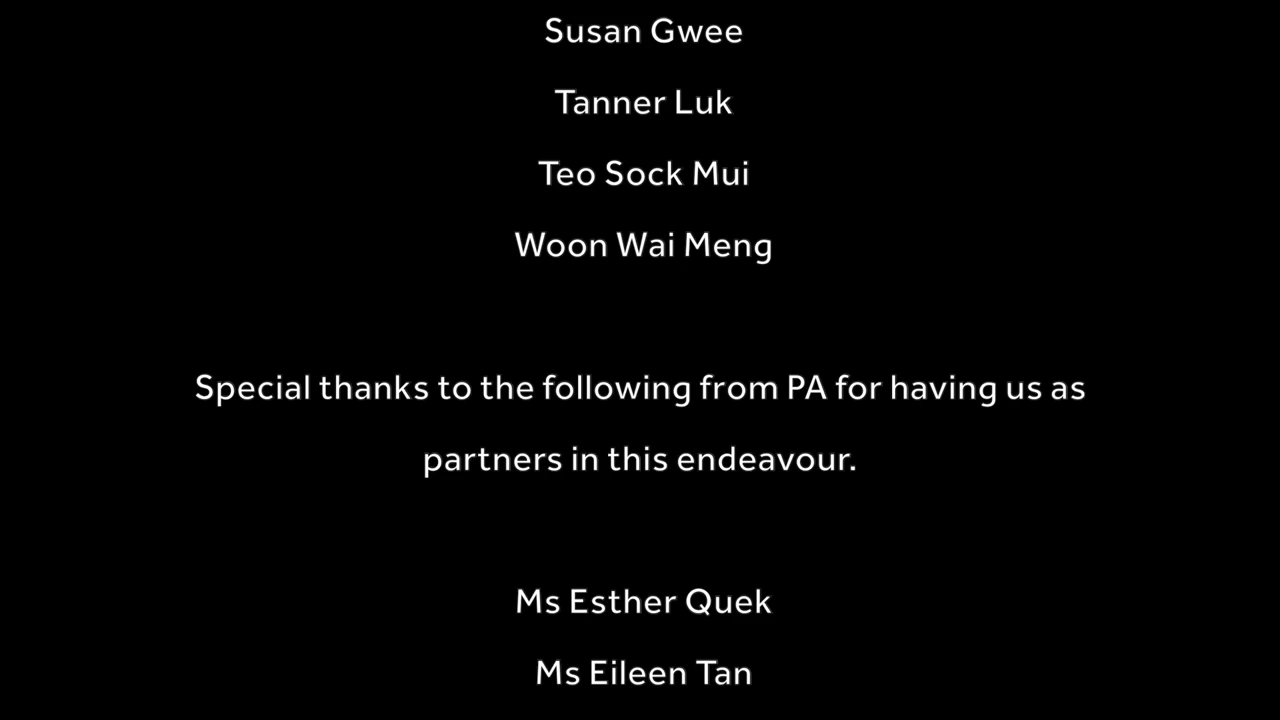 Susan Gwee
Tanner Luk
Teo Sock Mui
Woon Wai Meng
Special thanks to the following from PA for having us as
partners in this endeavour.
Ms Esther Quek
Ms Eileen Tan